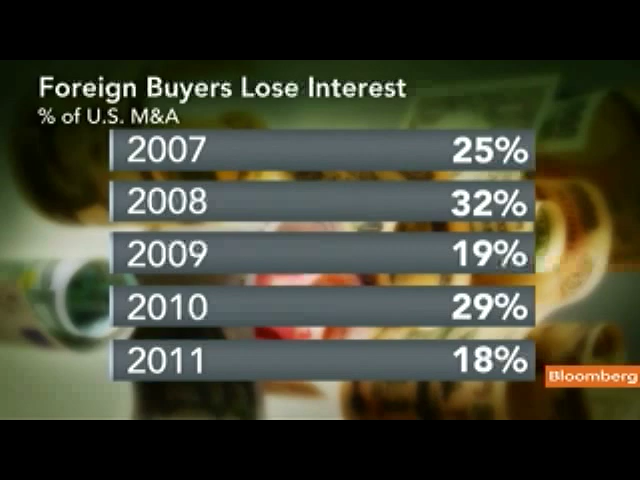 Foreign Buyers Lose Interest
% of U.S. M&A
2007 25%
2008 32%
2009 19%
2010 29%
2011 18%
Bloomberg